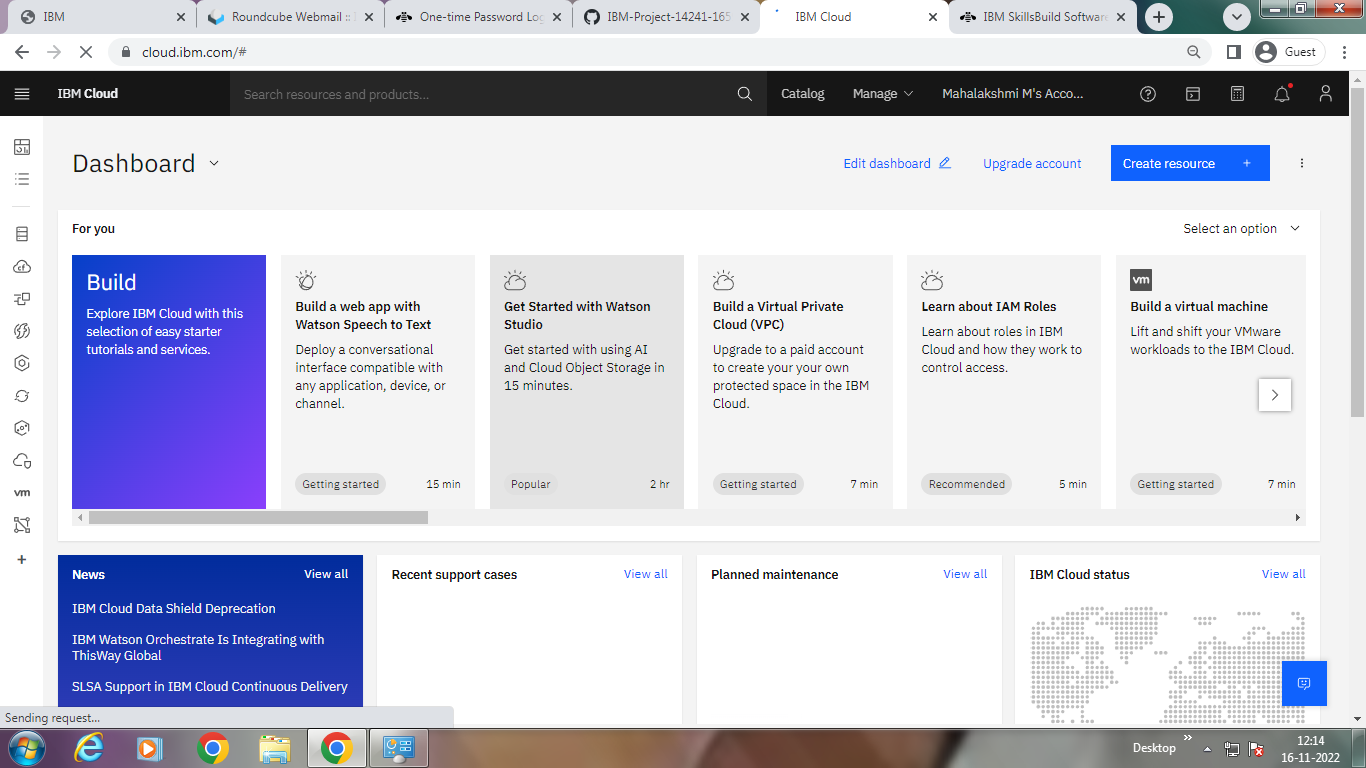 IBM
Roundcube Webmail ::
One-time Password Log
IBM-Project-14241-165
IBM Cloud
IBM SkillsBuild Software
cloud.ibm.com/#
Guest
IBM Cloud
Search resources and products...
Catalog
Manage
Mahalakshmi M's Acco...
Dashboard
Edit dashboard
Upgrade account
Create resource +
For you
Select an option
Build
Explore IBM Cloud with this
selection of easy starter
tutorials and services.
Build a web app with
Watson Speech to Text
Deploy a conversational
interface compatible with
any application, device, or
channel.
Getting started
15 min
Get Started with Watson
Studio
Get started with using AI
and Cloud Object Storage in
15 minutes.
Popular
2 hr
Build a Virtual Private
Cloud (VPC)
Upgrade to a paid account
to create your your own
protected space in the IBM
Cloud.
Getting started
7 min
Learn about IAM Roles
Learn about roles in IBM
Cloud and how they work to
control access.
Recommended
5 min
vm
Build a virtual machine
Lift and shift your VMware
workloads to the IBM Cloud.
Getting started
7 min
cf
vm
News
View all
IBM Cloud Data Shield Deprecation
IBM Watson Orchestrate Is Integrating with
ThisWay Global
SLSA Support in IBM Cloud Continuous Delivery
Recent support cases
View all
Planned maintenance
View all
IBM Cloud status
View all
Sending request...
Desktop
12:14
16-11-2022